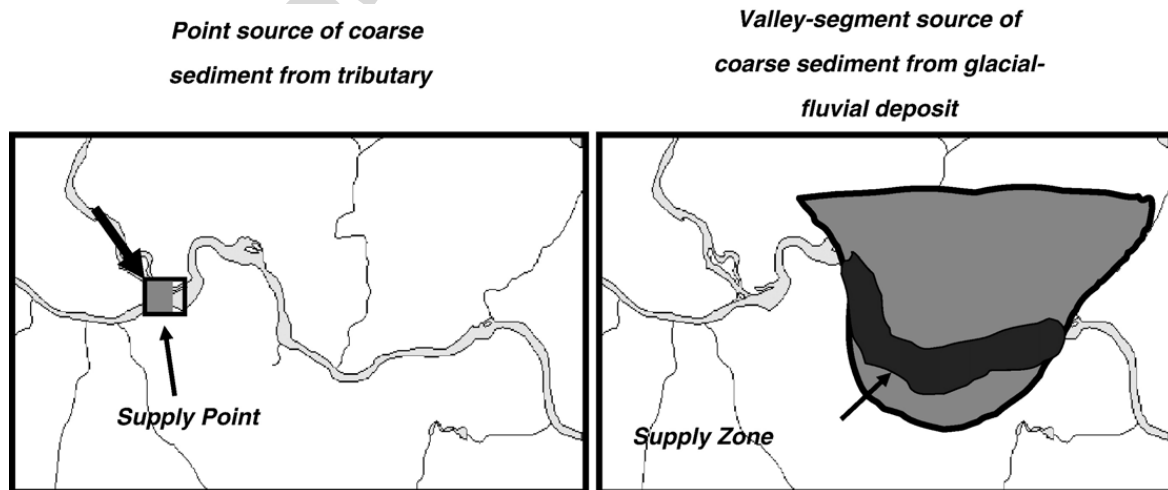 Point source of coarse
sediment from tributary
Valley-segment source of
coarse sediment from glacial-
fluvial deposit
Supply Point
Supply Zone